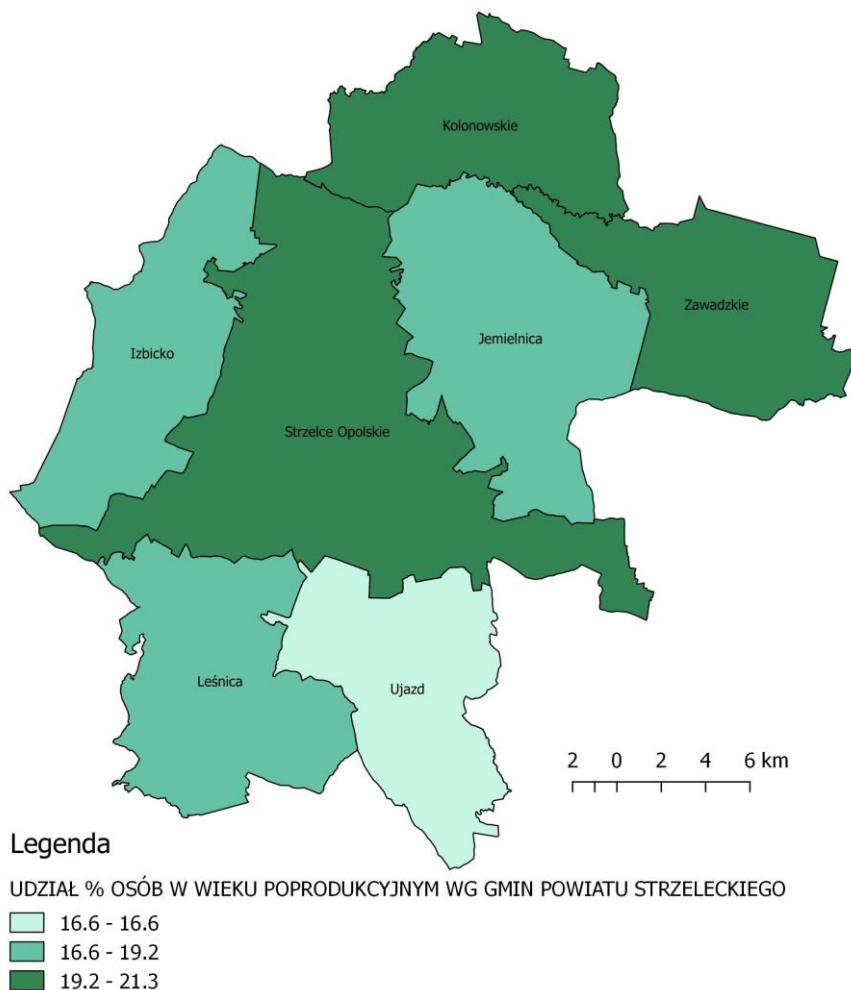 Kolonowskie
Zawadzkie
Jemielnica
Izbicko
Strzelce Opolskie
Leśnica
Ujazd
2 0 2 4 6 km
Legenda
UDZIAŁ % OSÓB W WIEKU POPRODUKCYJNYM WG GMIN POWIATU STRZELECKIEGO
16.6 - 16.6
16.6 - 19.2
19.2 - 21.3